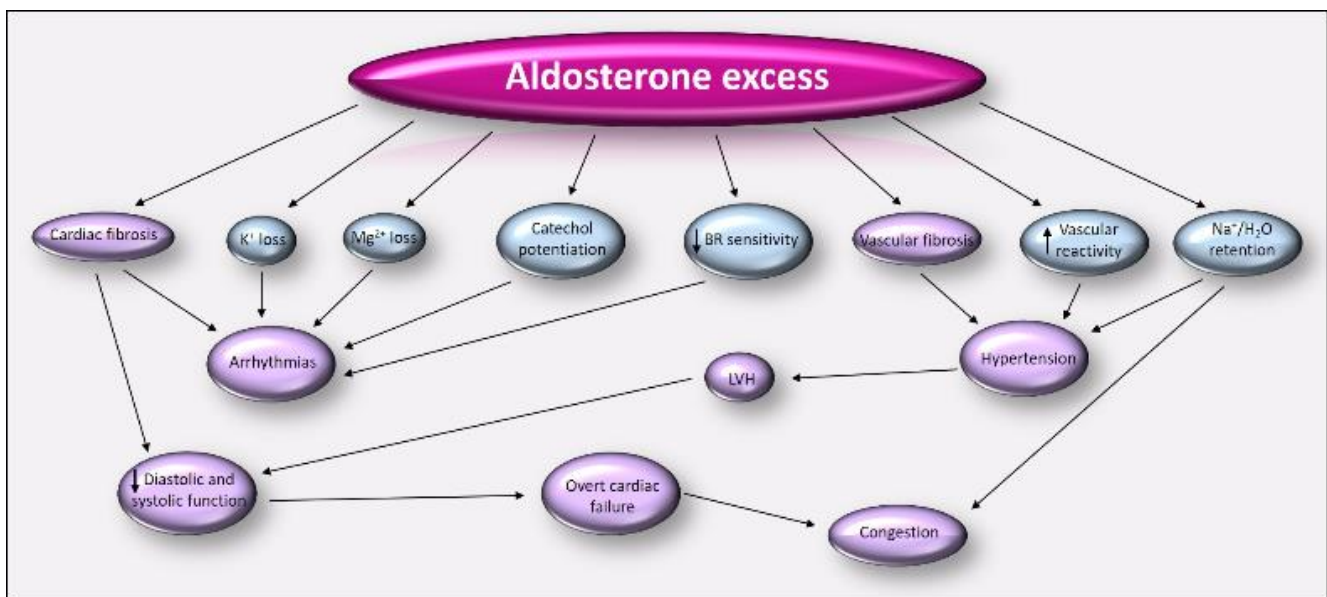 Aldosterone excess
Cardiac fibrosis
K⁺ loss
Mg²⁺ loss
Catechol
potentiation
↓ BR sensitivity
Vascular fibrosis
↑ Vascular
reactivity
Na⁺/H₂O
retention
Arrhythmias
LVH
Hypertension
↓ Diastolic and
systolic function
Overt cardiac
failure
Congestion